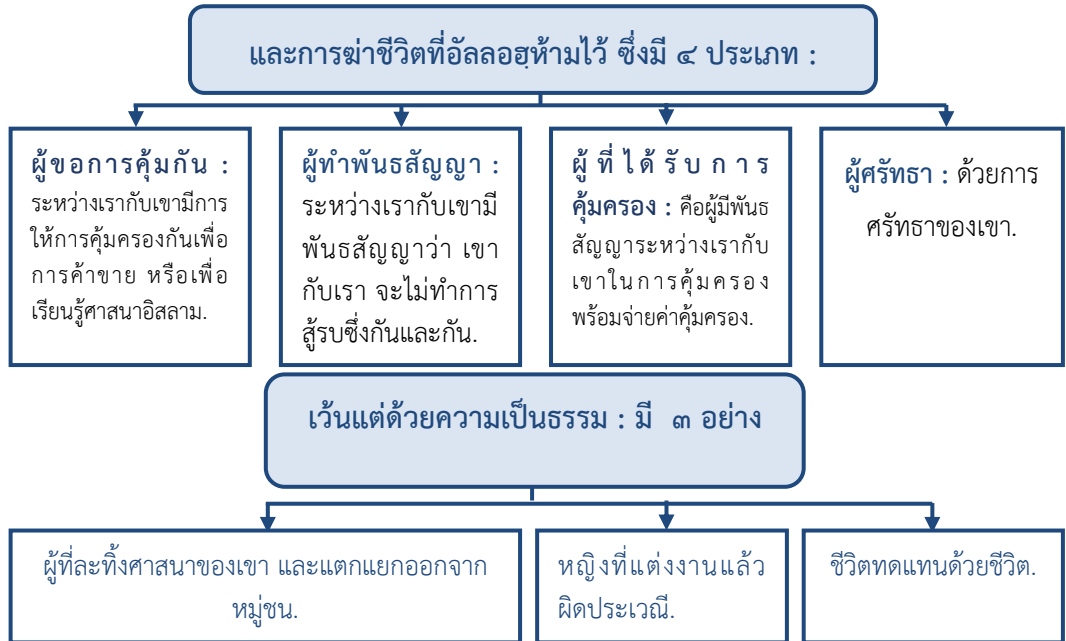 และการฆ่าชีวิตที่อัลลอฮฺห้ามไว้ ซึ่งมี ๔ ประเภท :
ผู้ขอการคุ้มกัน :
ระหว่างเรากับเขามีการ
ให้การคุ้มครองกันเพื่อ
การค้าขาย หรือเพื่อ
เรียนรู้ศาสนาอิสลาม.
ผู้ทำพันธสัญญา :
ระหว่างเรากับเขามี
พันธสัญญาว่า เขา
กับเรา จะไม่ทำการ
สู้รบซึ่งกันและกัน.
ผู้ที่ได้รับการ
คุ้มครอง : คือผู้มีพันธ
สัญญาระหว่างเรากับ
เขาในการคุ้มครอง
พร้อมจ่ายค่าคุ้มครอง.
ผู้ศรัทธา : ด้วยการ
ศรัทธาของเขา.
เว้นแต่ด้วยความเป็นธรรม : มี ๓ อย่าง
ผู้ที่ละทิ้งศาสนาของเขา และแตกแยกออกจาก
หมู่ชน.
หญิงที่แต่งงานแล้ว
ผิดประเวณี.
ชีวิตทดแทนด้วยชีวิต.